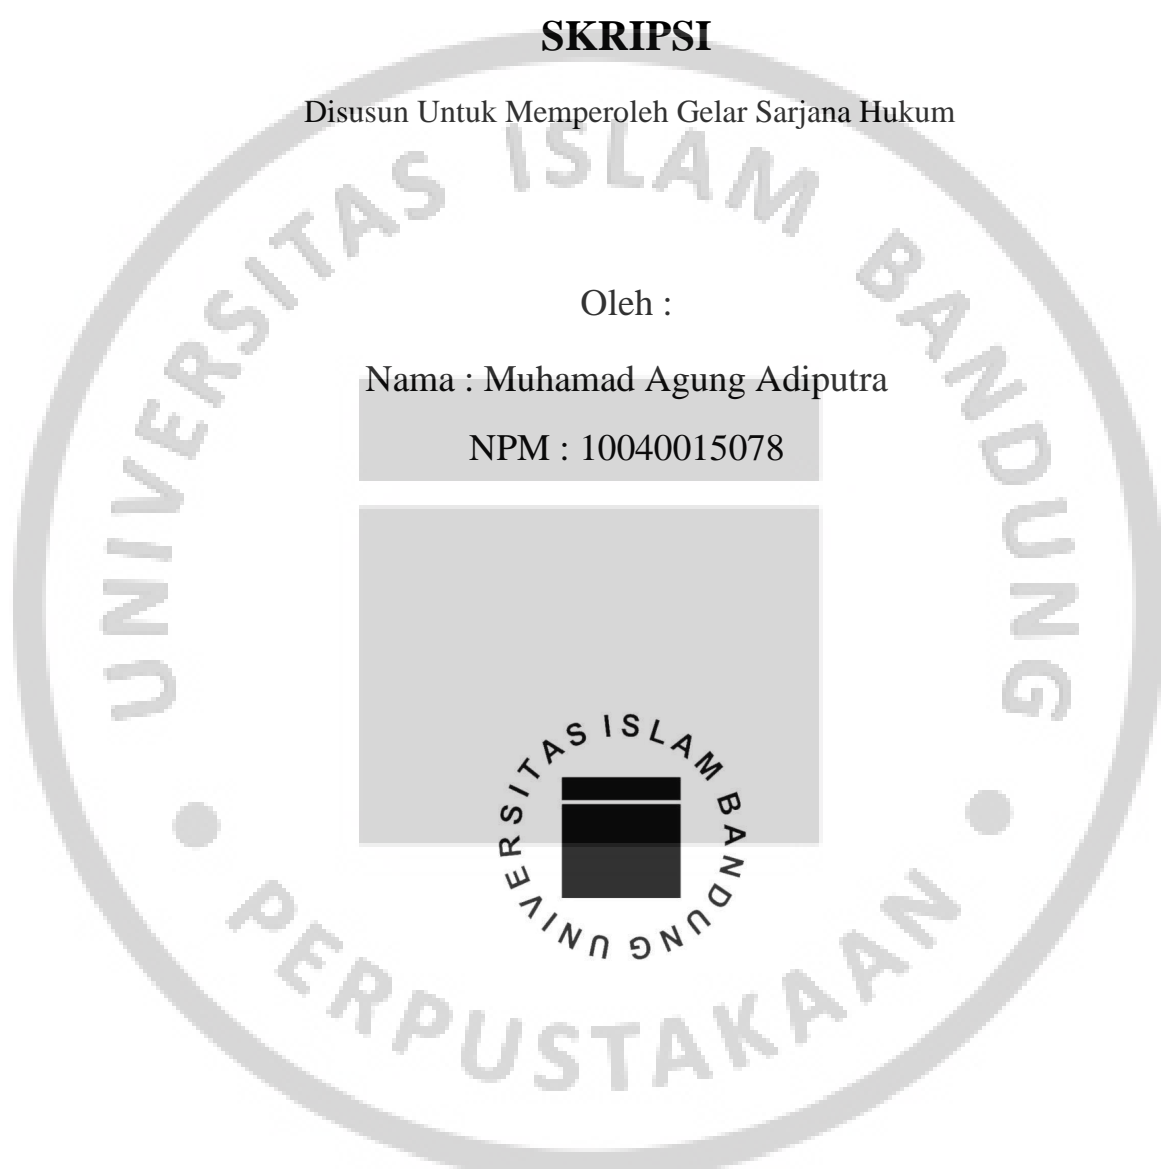 SKRIPSI
Disusun Untuk Memperoleh Gelar Sarjana Hukum
Oleh :
Nama : Muhamad Agung Adiputra
NPM : 10040015078
UNIVERSITAS ISLAM BANDUNG
UNIVERSITAS ISLAM BANDUNG
PERPUSTAKAAN